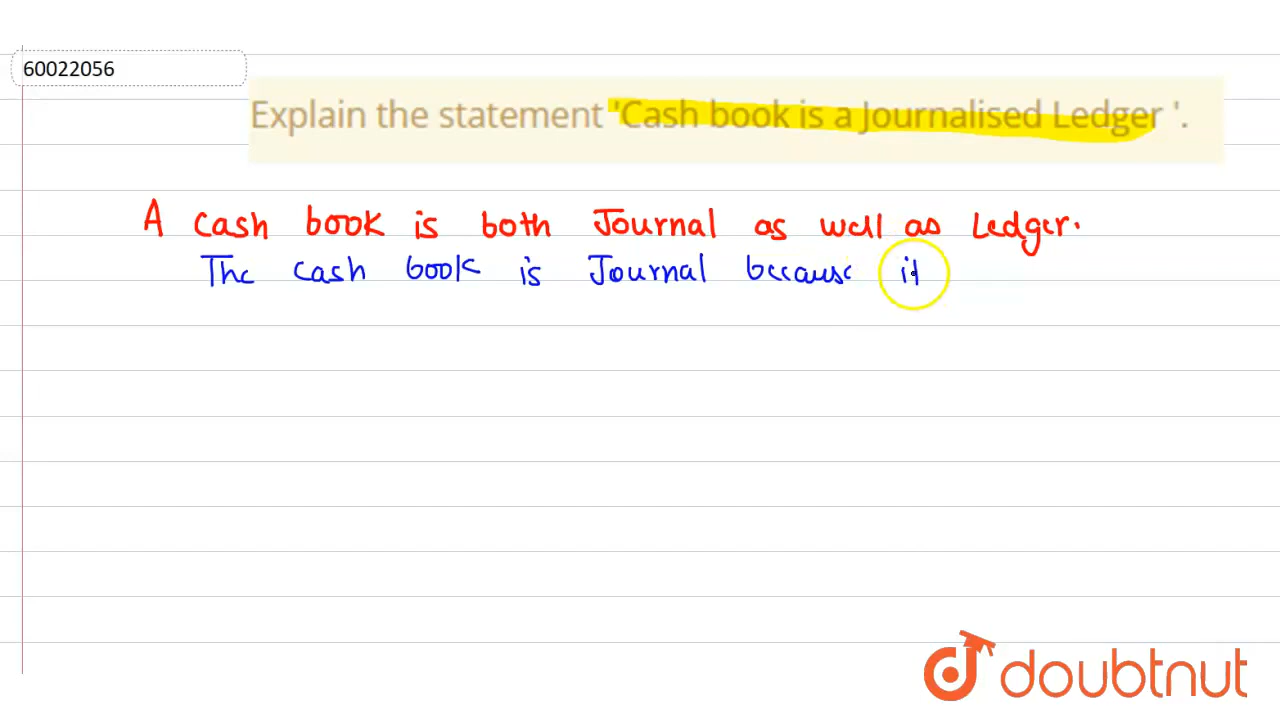 60022056
Explain the statement 'Cash book is a Journalised Ledger '.
A cash book is both Journal as well as Ledger.
The cash book is Journal because it
doubtnut